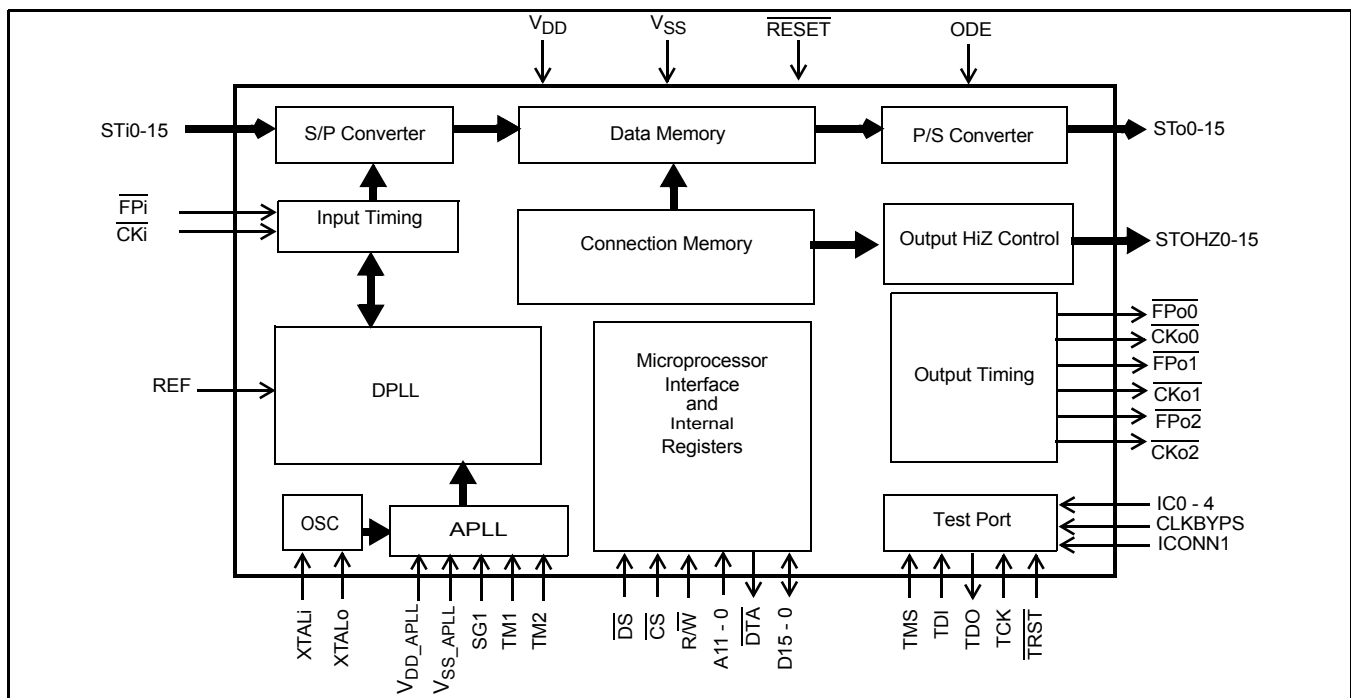 VDD
VSS
RESET
ODE
STi0-15
S/P Converter
Data Memory
P/S Converter
STo0-15
FPi
CKi
Input Timing
Connection Memory
Output HiZ Control
STOHZ0-15
REF
DPLL
Microprocessor
Interface
and
Internal
Registers
Output Timing
FPo0
CKo0
FPo1
CKo1
FPo2
CKo2
OSC
APLL
Test Port
IC0 - 4
CLKBYPS
ICONN1
XTALi
XTALo
VDD_APLL
VSS_APLL
SG1
TM1
TM2
DS
CS
R/W
A11 - 0
DTA
D15 - 0
TMS
TDI
TDO
TCK
TRST